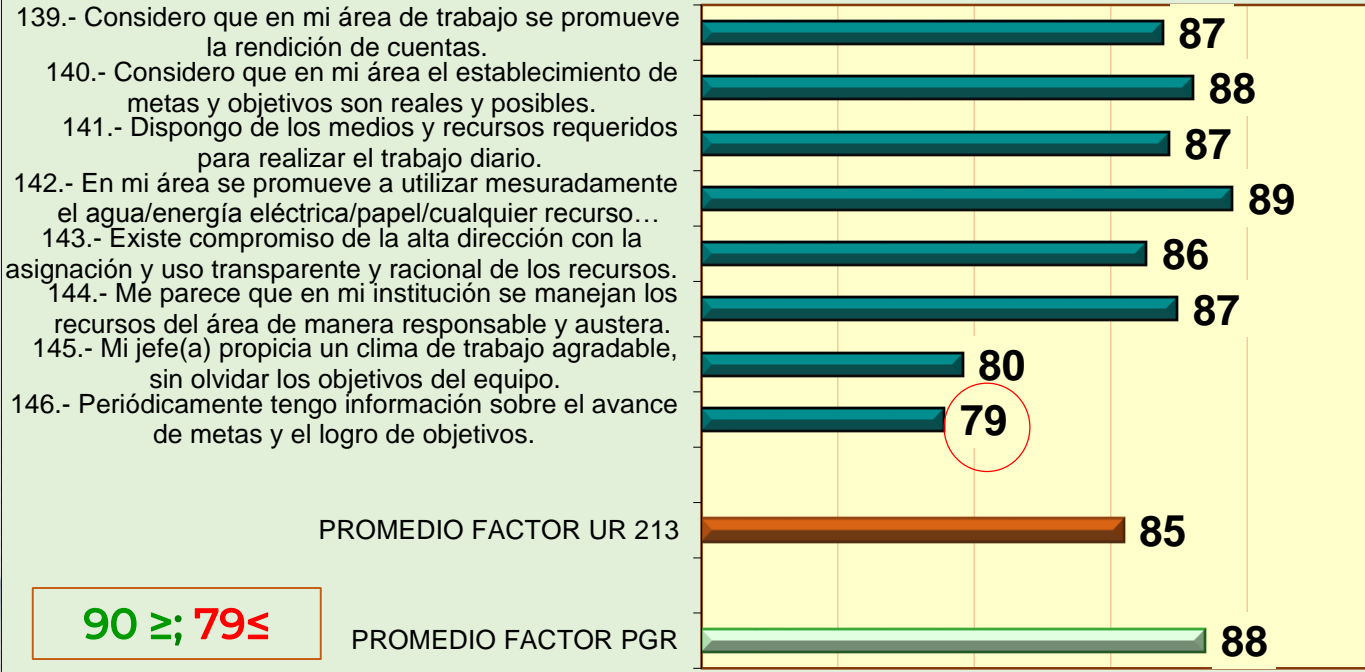 139.- Considero que en mi área de trabajo se promueve
la rendición de cuentas.
87
140.- Considero que en mi área el establecimiento de
metas y objetivos son reales y posibles.
88
141.- Dispongo de los medios y recursos requeridos
para realizar el trabajo diario.
87
142.- En mi área se promueve a utilizar mesuradamente
el agua/energía eléctrica/papel/cualquier recurso…
89
143.- Existe compromiso de la alta dirección con la
asignación y uso transparente y racional de los recursos.
86
144.- Me parece que en mi institución se manejan los
recursos del área de manera responsable y austera.
87
145.- Mi jefe(a) propicia un clima de trabajo agradable,
sin olvidar los objetivos del equipo.
80
146.- Periódicamente tengo información sobre el avance
de metas y el logro de objetivos.
79
PROMEDIO FACTOR UR 213
85
90 ≥; 79≤
PROMEDIO FACTOR PGR
88